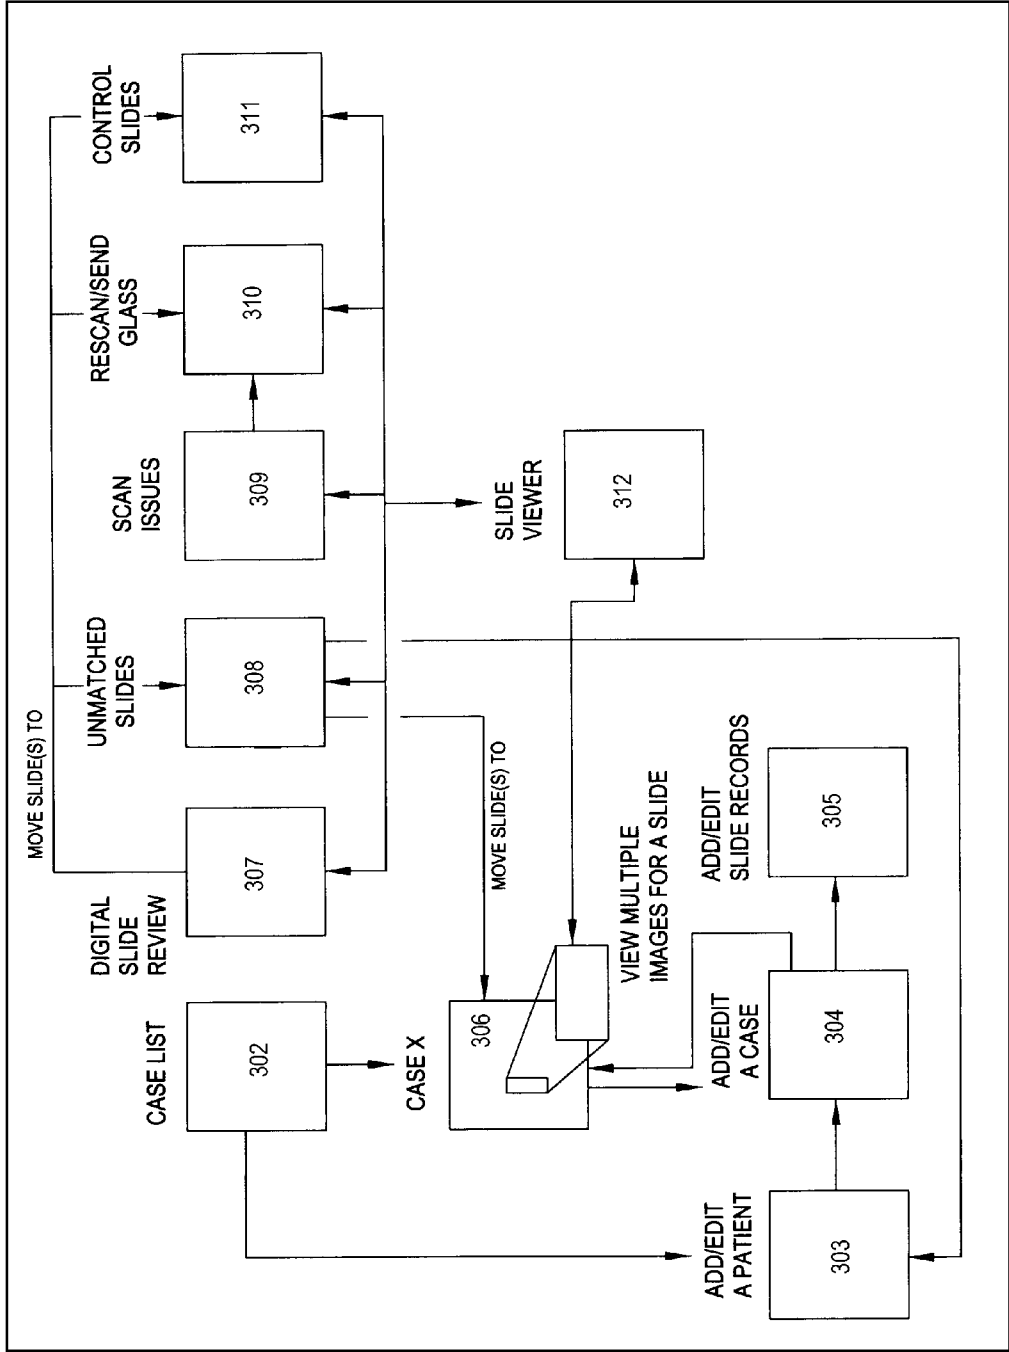 MOVE SLIDE(S) TO
CASE LIST
302
DIGITAL
SLIDE
REVIEW
307
UNMATCHED
SLIDES
308
SCAN
ISSUES
309
RESCAN/SEND
GLASS
310
CONTROL
SLIDES
311
CASE X
306
MOVE SLIDE(S) TO
SLIDE
VIEWER
312
VIEW MULTIPLE
IMAGES FOR A SLIDE
ADD/EDIT
A PATIENT
303
ADD/EDIT
A CASE
304
ADD/EDIT
SLIDE RECORDS
305